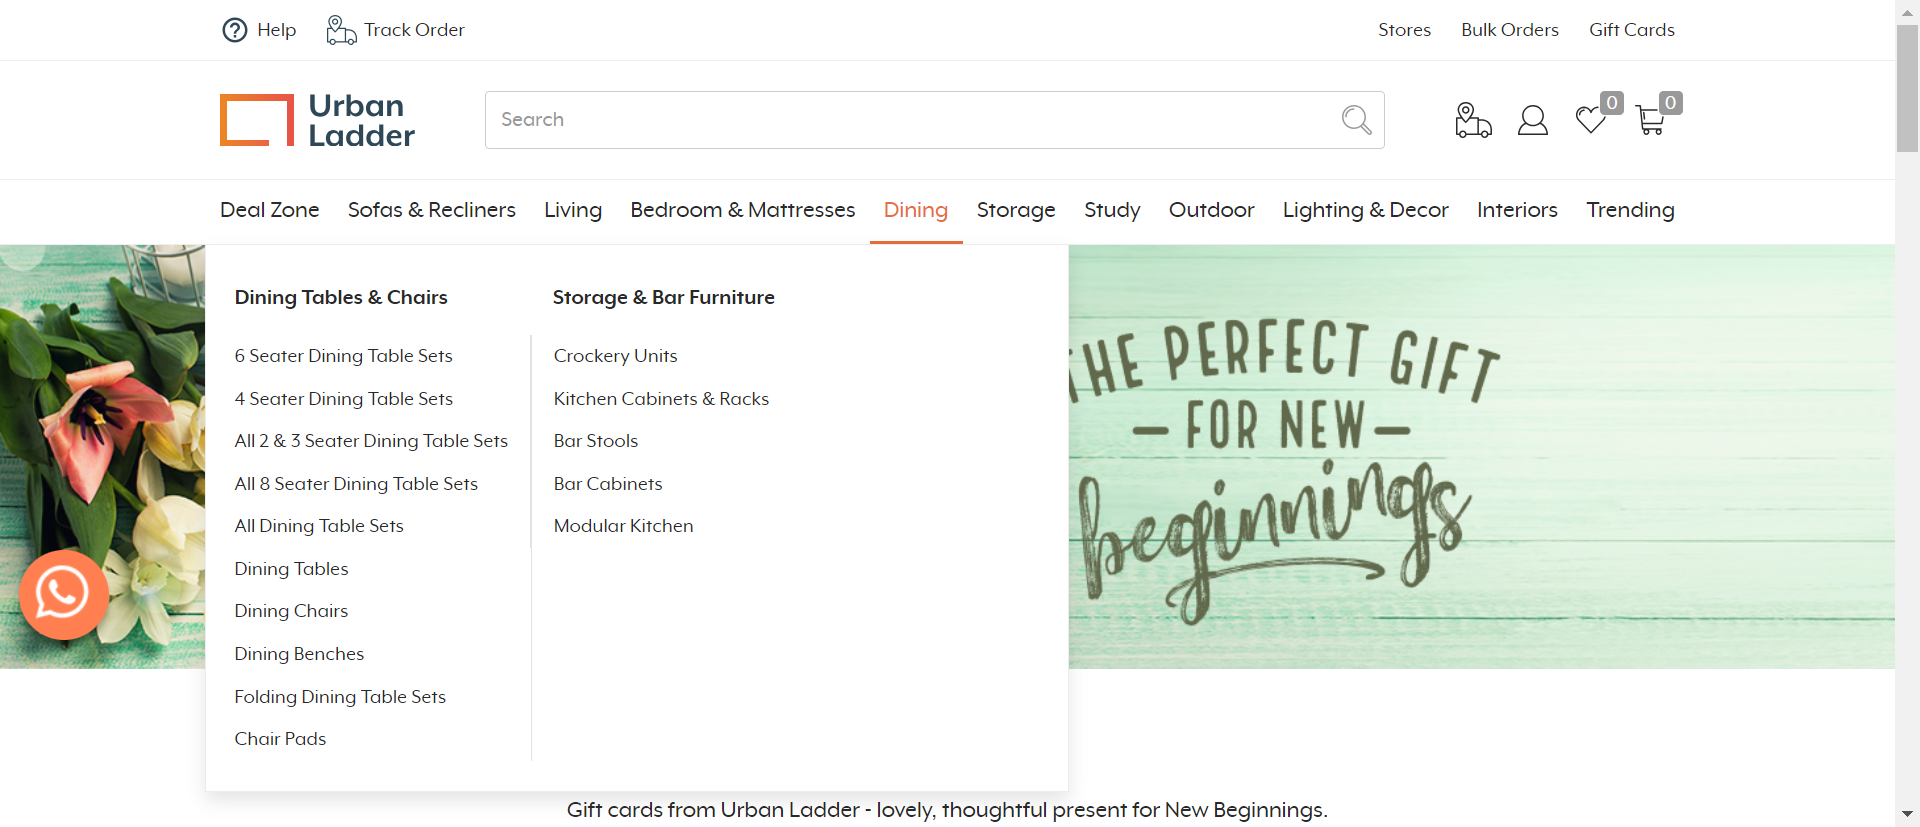 Help
Track Order
Stores
Bulk Orders
Gift Cards
Urban
Ladder
Search
0
0
Deal Zone
Sofas & Recliners
Living
Bedroom & Mattresses
Dining
Storage
Study
Outdoor
Lighting & Decor
Interiors
Trending
Dining Tables & Chairs
6 Seater Dining Table Sets
4 Seater Dining Table Sets
All 2 & 3 Seater Dining Table Sets
All 8 Seater Dining Table Sets
All Dining Table Sets
Dining Tables
Dining Chairs
Dining Benches
Folding Dining Table Sets
Chair Pads
Storage & Bar Furniture
Crockery Units
Kitchen Cabinets & Racks
Bar Stools
Bar Cabinets
Modular Kitchen
THE PERFECT GIFT
— FOR NEW —
beginnings
Gift cards from Urban Ladder - lovely, thoughtful present for New Beginnings.